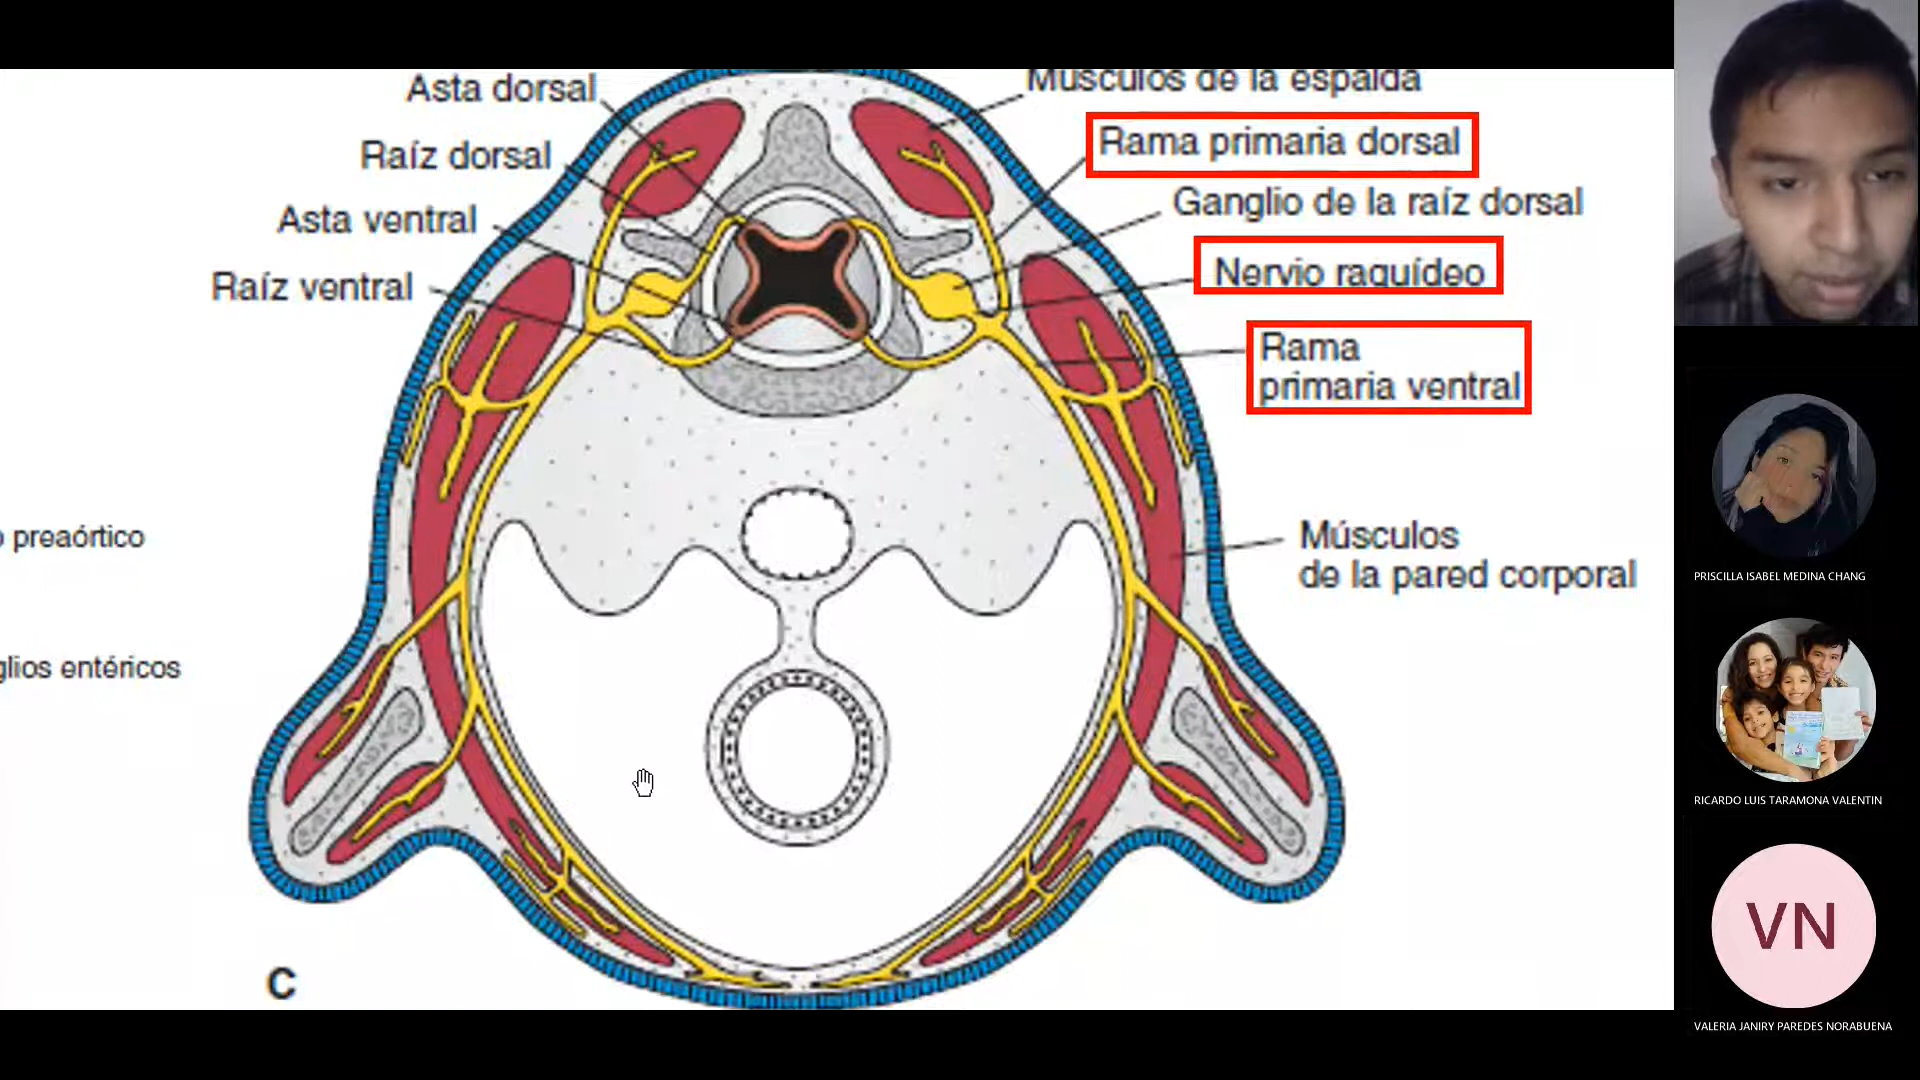 Asta dorsal
Raíz dorsal
Asta ventral
Raíz ventral
Músculos de la espalda
Rama primaria dorsal
Ganglio de la raíz dorsal
Nervio raquídeo
Rama
primaria ventral
Músculos
de la pared corporal
o preaórtico
glios entéricos
C
PRISCILLA ISABEL MEDINA CHANG
RICARDO LUIS TARAMONA VALENTIN
VN
VALERIA JANIRY PAREDES NORABUENA